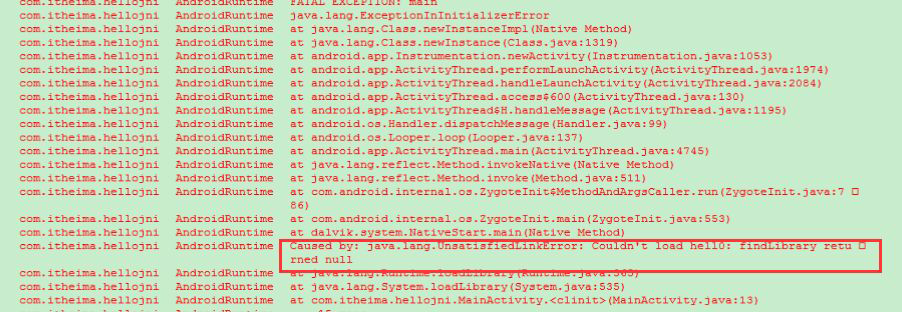 com.itheima.hellojni AndroidRuntime FATAL EXCEPTION: main
com.itheima.hellojni AndroidRuntime java.lang.ExceptionInInitializerError
com.itheima.hellojni AndroidRuntime at java.lang.Class.newInstanceImpl(Native Method)
com.itheima.hellojni AndroidRuntime at java.lang.Class.newInstance(Class.java:1319)
com.itheima.hellojni AndroidRuntime at android.app.Instrumentation.newActivity(Instrumentation.java:1053)
com.itheima.hellojni AndroidRuntime at android.app.ActivityThread.performLaunchActivity(ActivityThread.java:1974)
com.itheima.hellojni AndroidRuntime at android.app.ActivityThread.handleLaunchActivity(ActivityThread.java:2084)
com.itheima.hellojni AndroidRuntime at android.app.ActivityThread.access$600(ActivityThread.java:130)
com.itheima.hellojni AndroidRuntime at android.app.ActivityThread$H.handleMessage(ActivityThread.java:1195)
com.itheima.hellojni AndroidRuntime at android.os.Handler.dispatchMessage(Handler.java:99)
com.itheima.hellojni AndroidRuntime at android.os.Looper.loop(Looper.java:137)
com.itheima.hellojni AndroidRuntime at android.app.ActivityThread.main(ActivityThread.java:4745)
com.itheima.hellojni AndroidRuntime at java.lang.reflect.Method.invokeNative(Native Method)
com.itheima.hellojni AndroidRuntime at java.lang.reflect.Method.invoke(Method.java:511)
com.itheima.hellojni AndroidRuntime at com.android.internal.os.ZygoteInit$MethodAndArgsCaller.run(ZygoteInit.java:7
86)
com.itheima.hellojni AndroidRuntime at com.android.internal.os.ZygoteInit.main(ZygoteInit.java:553)
com.itheima.hellojni AndroidRuntime at dalvik.system.NativeStart.main(Native Method)
com.itheima.hellojni AndroidRuntime Caused by: java.lang.UnsatisfiedLinkError: Couldn't load hell0: findLibrary retu
rned null
com.itheima.hellojni AndroidRuntime at java.lang.Runtime.loadLibrary(Runtime.java:365)
com.itheima.hellojni AndroidRuntime at java.lang.System.loadLibrary(System.java:535)
com.itheima.hellojni AndroidRuntime at com.itheima.hellojni.MainActivity.<clinit>(MainActivity.java:13)
com.itheima.hellojni AndroidRuntime